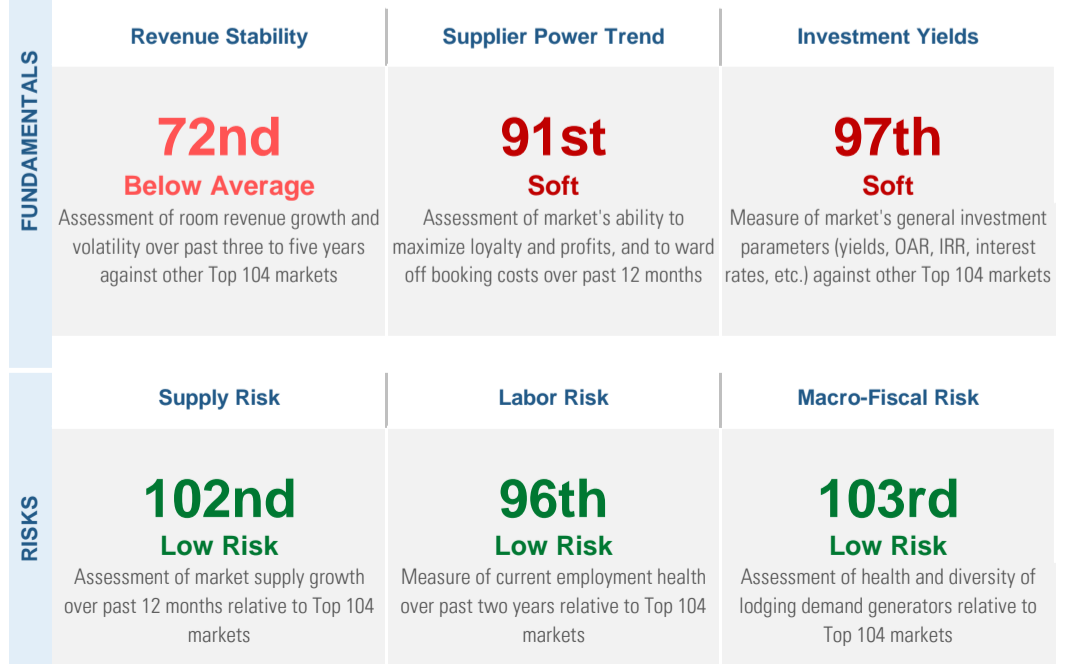 FUNDAMENTALS
Revenue Stability
72nd
Below Average
Assessment of room revenue growth and
volatility over past three to five years
against other Top 104 markets
Supplier Power Trend
91st
Soft
Assessment of market's ability to
maximize loyalty and profits, and to ward
off booking costs over past 12 months
Investment Yields
97th
Soft
Measure of market's general investment
parameters (yields, OAR, IRR, interest
rates, etc.) against other Top 104 markets
RISKS
Supply Risk
102nd
Low Risk
Assessment of market supply growth
over past 12 months relative to Top 104
markets
Labor Risk
96th
Low Risk
Measure of current employment health
over past two years relative to Top 104
markets
Macro-Fiscal Risk
103rd
Low Risk
Assessment of health and diversity of
lodging demand generators relative to
Top 104 markets